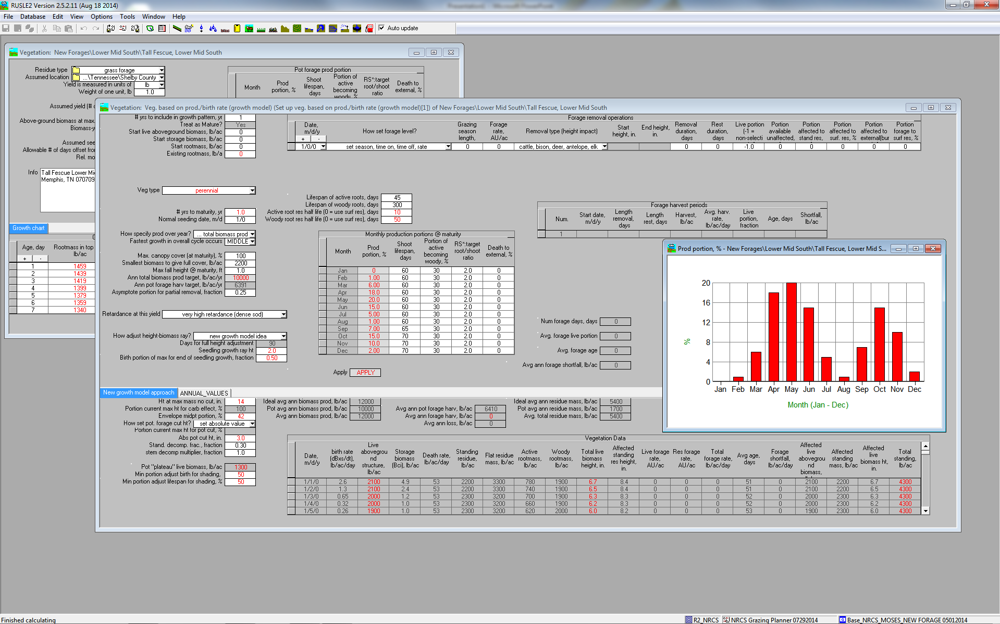 RUSLE2 Version 2.5.2.11 (Aug 18 2014)
File Database Edit View Options Tools Window Help
Auto update
Vegetation: New Forages\Lower Mid South\Tall Fescue, Lower Mid South
Residue type grass forage
Assumed location ...\Tennessee\Shelby County
Yield is measured in units of lb
Weight of one unit, lb 1.0
Pot forage prod portion
Month Prod portion, % Shoot lifespan, days Portion of active becoming woody, % RS*:target root/shoot ratio Death to external, %
Assumed yield (#
Above-ground biomass at max.
Biomass-y
Assumed see
Allowable # of days offset from
Rel. mo
Info Tall Fescue Lower Mi
Memphis, TN 070709
Growth chart
Age, day Rootmass in top lb/ac
+ -
1 1459
2 1439
3 1419
4 1399
5 1379
6 1359
7 1340
Vegetation: Veg. based on prod./birth rate (growth model) (Set up veg. based on prod./birth rate (growth model)[1]) of New Forages\Lower Mid South\Tall Fescue, Lower Mid South
# yrs to include in growth pattern, yr 1
Treat as Mature? Yes
Start live aboveground biomass, lb/ac 0
Start storage biomass, lb/ac 0
Start rootmass, lb/ac 0
Existing rootmass, lb/a 0
Forage removal operations
Date, m/d/y + - How set forage level? Grazing season length, Forage rate, AU/ac Removal type (height impact) Start height, in. End height, in. Removal duration, days Rest duration, days Live portion (-1 = non-selecti Portion available unaffected, Portion affected to stand res, % Portion affected to surf. res, % Portion affected to external(bur Portion forage to surf res, %
1/0/0 set season, time on, time off, rate 0 0 cattle, bison, deer, antelope, elk 0 0 -1.0 0 0 0 0 0
Veg type perennial
# yrs to maturity, yr 1.0
Normal seeding date, m/d 1/0
Lifespan of active roots, days 45
Lifespan of woody roots, days 300
Active root res half life (0 = use surf res), days 10
Woody root res half life (0 = use surf res), days 50
How specify prod over year? ... total biomass prod
Fastest growth in overall cycle occurs MIDDLE
Max. canopy cover (at maturity), % 100
Smallest biomass to give full cover, lb/ac 2200
Max fall height @ maturity, ft 1.0
Ann total biomass prod target, lb/ac/yr 10000
Ann pot forage harv target, lb/ac/yr 6391
Asymptote portion for partial removal, fraction 0.25
Retardance at this yield very high retardance (dense sod)
How adjust height-biomass ray? new growth model idea
Days for full height adjustment 90
Seedling growth ray ht 2.0
Birth portion of max for end of seedling growth, fraction 0.50
Monthly production portions @ maturity
Month Prod portion, % Shoot lifespan, days Portion of active becoming woody, % RS*:target root/shoot ratio Death to external, %
Jan 0 60 30 2.0 0
Feb 1.00 60 30 2.0 0
Mar 6.00 60 30 2.0 0
Apr 18.0 60 30 2.0 0
May 20.0 60 30 2.0 0
Jun 15.0 60 30 2.0 0
Jul 5.00 60 30 2.0 0
Aug 1.00 60 30 2.0 0
Sep 7.00 65 30 2.0 0
Oct 15.0 70 30 2.0 0
Nov 10.0 70 30 2.0 0
Dec 2.00 70 30 2.0 0
Apply APPLY
Forage harvest periods
Num. Start date, m/d/y Length removal, days Length rest, days Harvest, lb/ac Avg. harv. rate, lb/ac/day Live portion, fraction Age, days Shortfall, lb/ac
1
Num forage days, days 0
Avg. forage live portion 0
Avg. forage age 0
Avg ann forage shortfall, lb/ac 0
Prod portion, % - New Forages\Lower Mid South\Tall Fescue, Lower Mid S...
20
16
12
8
4
0
%
Jan Feb Mar Apr May Jun Jul Aug Sep Oct Nov Dec
Month (Jan - Dec)
New growth model approach ANNUAL_VALUES
Ht at max mass no cut, in. 14
Portion current max ht for carb effect, % 100
Envelope midpt portion, % 42
How set pot. forage cut ht? set absolute value
Portion current max ht for pot cut, %
Abs pot cut ht, in. 3.0
Stand. decomp. frac., fraction 0.30
stem decomp multiplier, fraction 1.0
Pot "plateau" live biomass, lb/ac 1300
Min portion adjust birth for shading, 50
Min portion adjust lifespan for shading, % 50
Ideal avg ann biomass prod, lb/ac 12000
Pot avg ann biomass prod, lb/ac 10000
Avg ann biomass prod, lb/ac 12000
Avg ann pot forage harv, lb/ac 6410
Avg ann forage harv, lb/ac 0
Avg ann loss, lb/ac 0
Ideal avg ann residue mass, lb/ac 5400
Pot avg ann residue mass, lb/ac 1700
Avg. total residue mass, lb/ac 5400
Vegetation Data
Date, m/d/y birth rate (dBxs/dt), lb/ac/day Live abovegrou nd structure, lb/ac Storage biomass (Bci), lb/ac Death rate, lb/ac/day Standing residue, lb/ac Flat residue mass, lb/ac Active rootmass, lb/ac Woody rootmass, lb/ac Total live biomass height, in. Affected standing res height, in. Live forage rate, AU/ac Res forage rate, AU/ac Total forage rate, lb/ac/day Avg age, days Forage shortfall, lb/ac/day Affected live abovegrou nd biomass, Affected standing mass, lb/ac Affected live biomass ht, in. Total standing, lb/ac
1/1/0 2.6 2100 4.9 53 2200 3300 780 1900 6.7 8.4 0 0 0 51 0 2100 2200 6.7 4300
1/2/0 1.3 2100 2.4 53 2200 3300 740 1900 6.5 8.4 0 0 0 51 0 2100 2200 6.5 4300
1/3/0 0.65 2000 1.2 53 2300 3200 700 1900 6.3 8.3 0 0 0 52 0 2000 2300 6.3 4300
1/4/0 0.32 2000 1.0 53 2300 3200 660 1900 6.2 8.3 0 0 0 52 0 2000 2300 6.2 4300
1/5/0 0.26 1900 1.0 53 2300 3200 620 2000 6.0 8.2 0 0 0 53 0 1900 2300 6.0 4300
Finished calculating R2_NRCS NRCS Grazing Planner 07292014 Base_NRCS_MOSES_NEW FORAGE 05012014